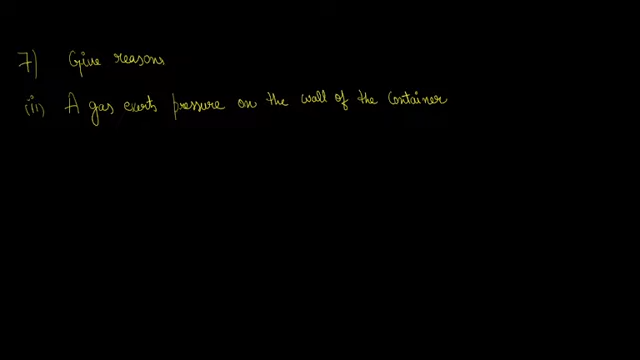 7) Give reasons
(ii) A gas exerts pressure on the wall of the container